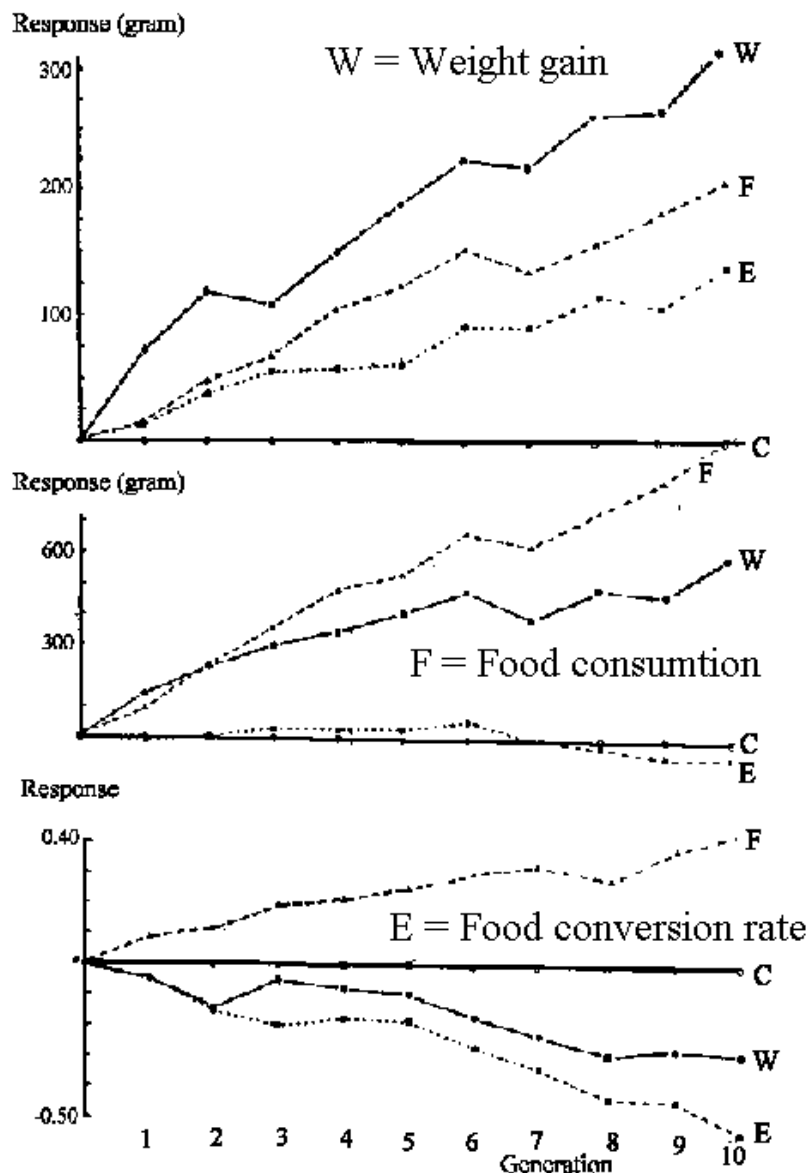 Response (gram)
W = Weight gain
300
W
200
F
E
100
C
Response (gram)
F
600
W
300
F = Food consumtion
C
E
Response
0.40
F
E = Food conversion rate
C
W
-0.50
E
1 2 3 4 5 6 7 8 9 10
Generation